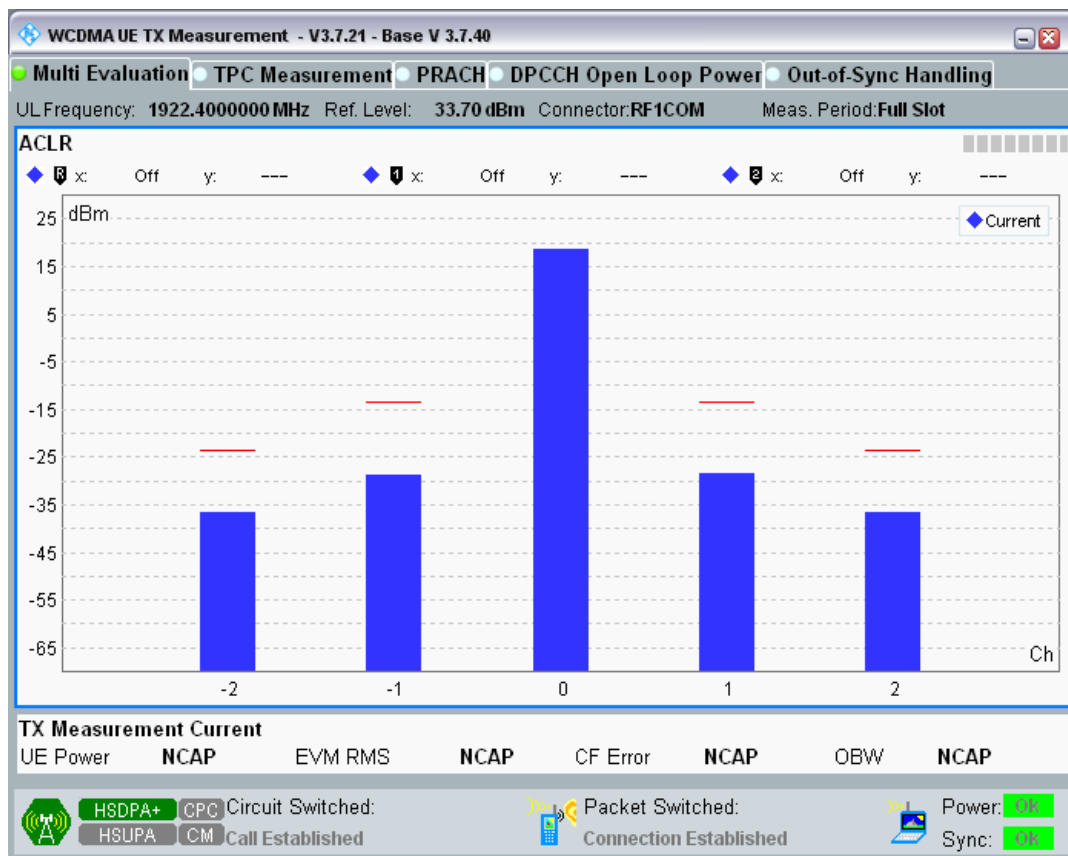 WCDMA UE TX Measurement - V3.7.21 - Base V 3.7.40
Multi Evaluation TPC Measurement PRACH DPCCH Open Loop Power Out-of-Sync Handling
UL Frequency: 1922.4000000 MHz Ref. Level: 33.70 dBm Connector:RF1COM Meas. Period:Full Slot
ACLR
R x: Off y: --- 1 x: Off y: --- 2 x: Off y: ---
dBm
Current
25
15
5
-5
-15
-25
-35
-45
-55
-65
Ch
-2 -1 0 1 2
TX Measurement Current
UE Power NCAP EVM RMS NCAP CF Error NCAP OBW NCAP
HSDPA+ CPC Circuit Switched: Packet Switched: Power: OK
HSUPA CM Call Established Connection Established Sync: OK